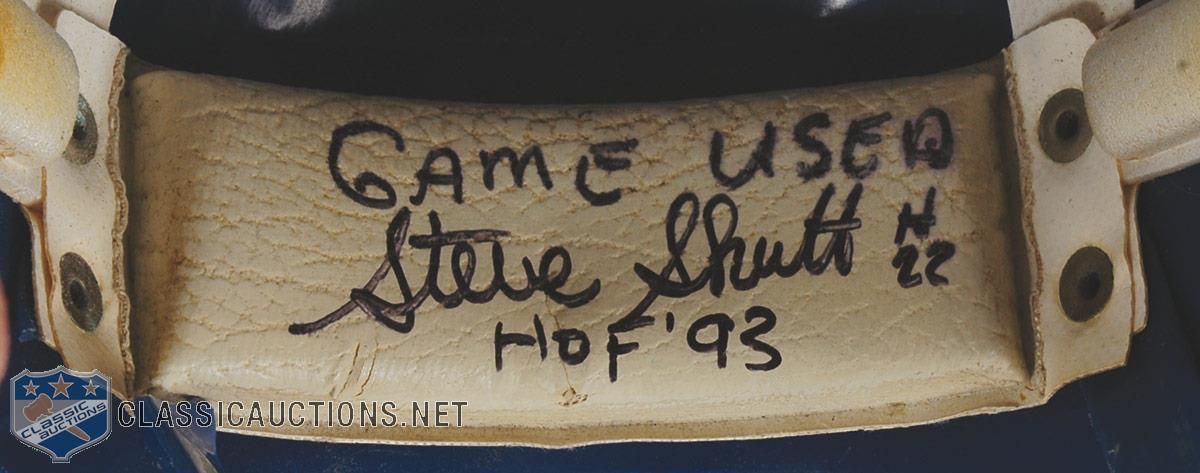 GAME USED
Steve Shutt #22
HOF '93
CLASSIC AUCTIONS
CLASSICAUCTIONS.NET